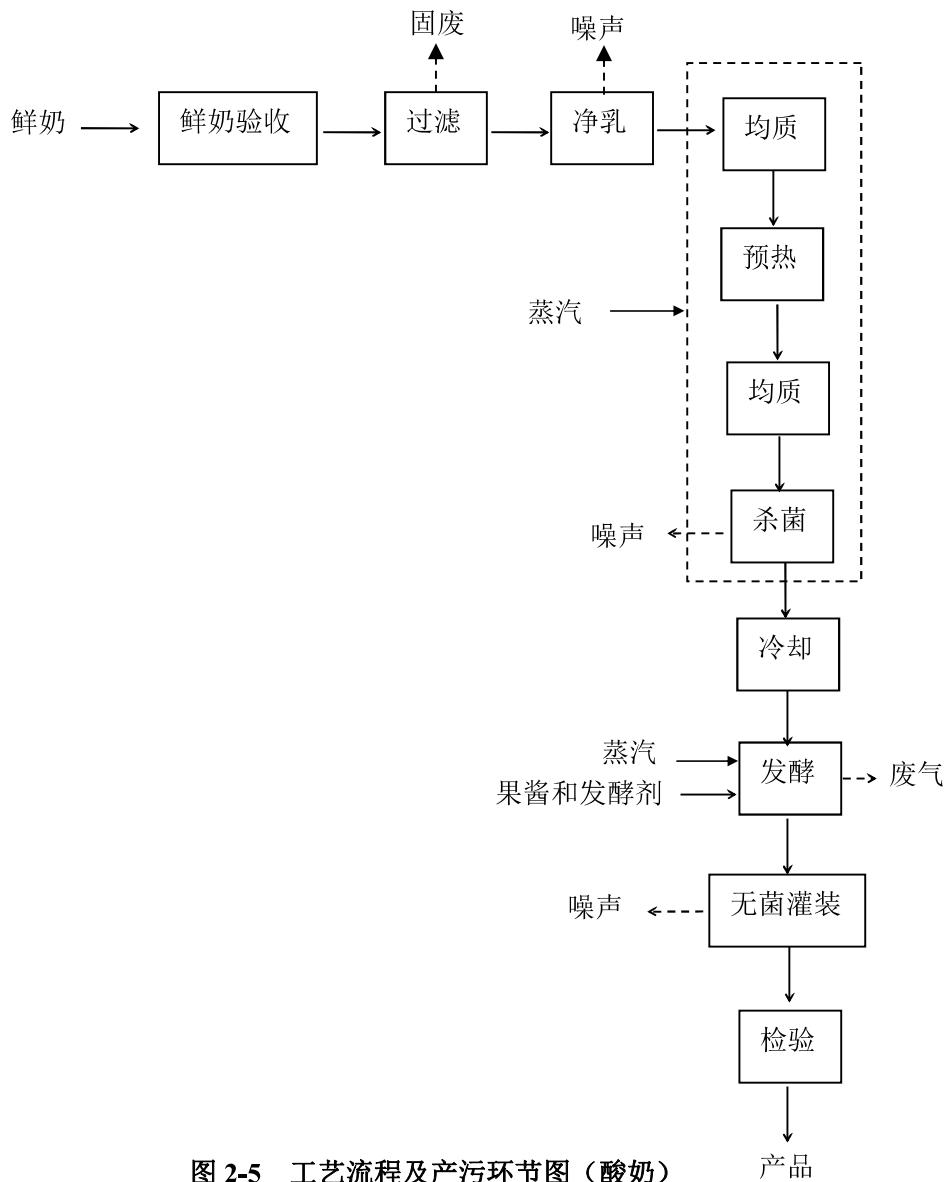 固废
噪声
鲜奶
鲜奶验收
过滤
净乳
均质
预热
蒸汽
均质
杀菌
噪声
冷却
蒸汽
发酵
废气
果酱和发酵剂
无菌灌装
噪声
检验
产品
图 2-5 工艺流程及产污环节图（酸奶）